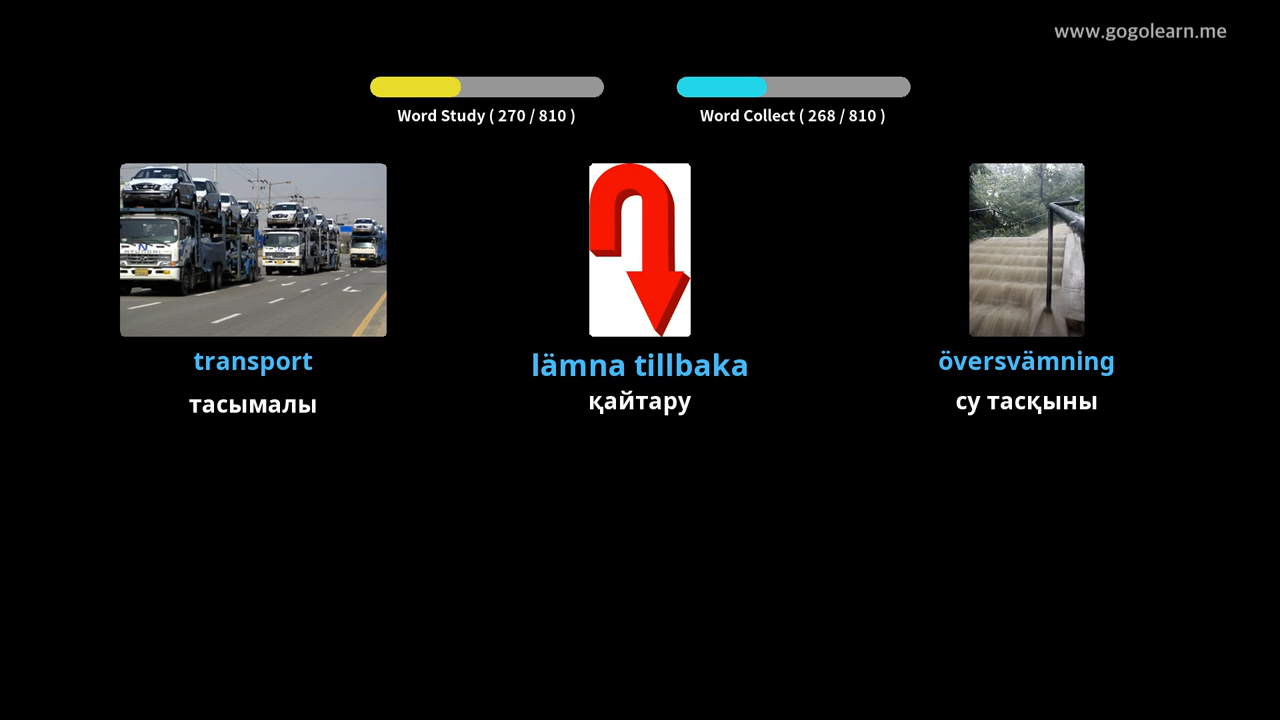 www.gogolearn.me
Word Study ( 270 / 810 )
Word Collect ( 268 / 810 )
transport
lämna tillbaka
översvämning
тасымалы
қайтару
су тасқыны